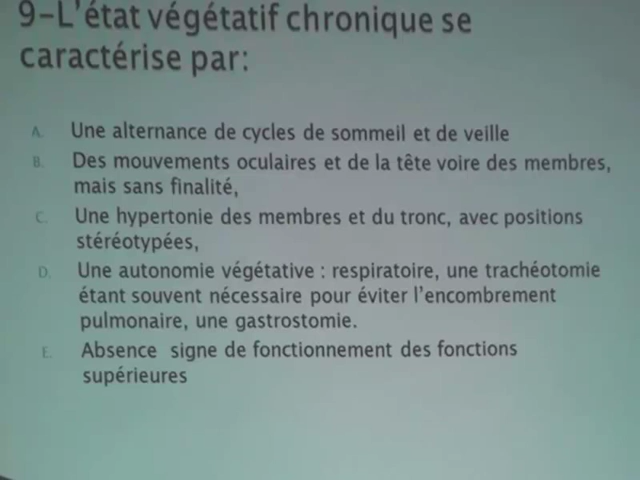 9-L'état végétatif chronique se
caractérise par:
A. Une alternance de cycles de sommeil et de veille
B. Des mouvements oculaires et de la tête voire des membres,
mais sans finalité,
C. Une hypertonie des membres et du tronc, avec positions
stéréotypées,
D. Une autonomie végétative : respiratoire, une trachéotomie
étant souvent nécessaire pour éviter l'encombrement
pulmonaire, une gastrostomie.
E. Absence signe de fonctionnement des fonctions
supérieures